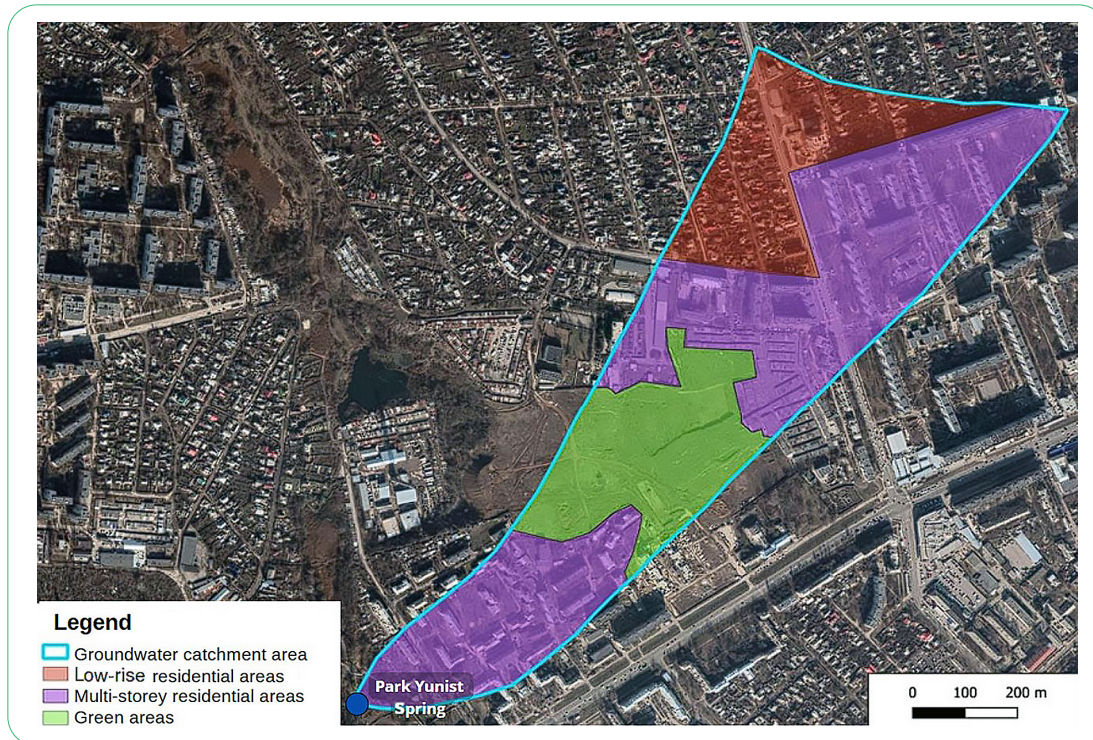 Park Yunist
Spring
Legend
Groundwater catchment area
Low-rise residential areas
Multi-storey residential areas
Green areas
0 100 200 m